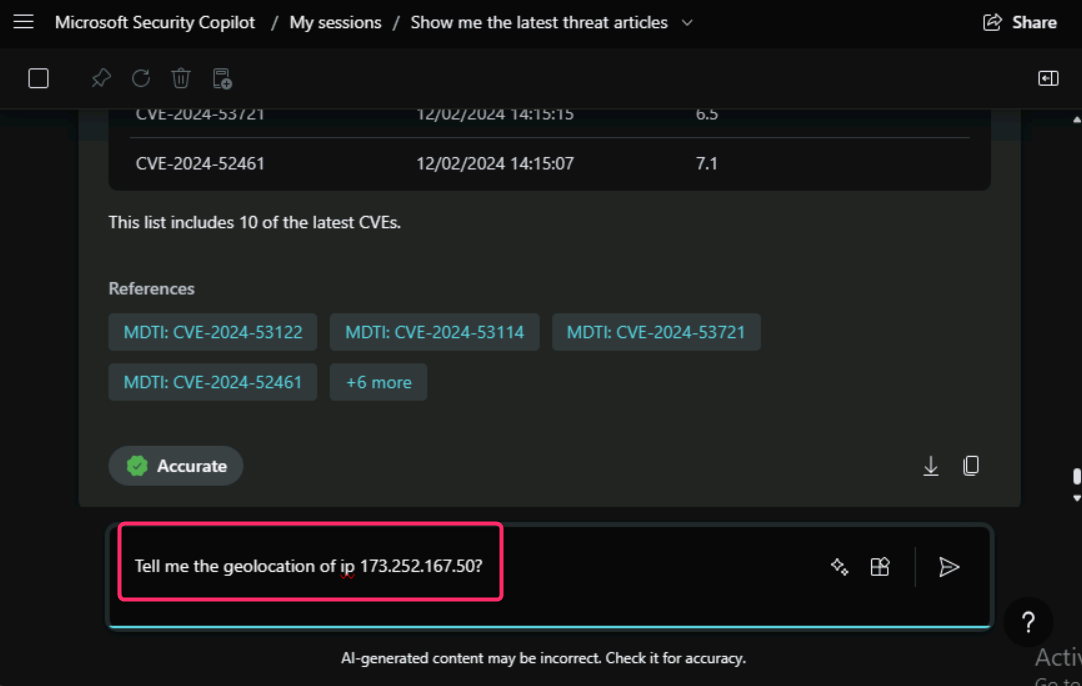 Microsoft Security Copilot / My sessions / Show me the latest threat articles Share
CVE-2024-53721 12/02/2024 14:15:15 6.5
CVE-2024-52461 12/02/2024 14:15:07 7.1
This list includes 10 of the latest CVEs.
References
MDTI: CVE-2024-53122 MDTI: CVE-2024-53114 MDTI: CVE-2024-53721
MDTI: CVE-2024-52461 +6 more
Accurate
Tell me the geolocation of ip 173.252.167.50?
?
AI-generated content may be incorrect. Check it for accuracy.
Activ
Go to